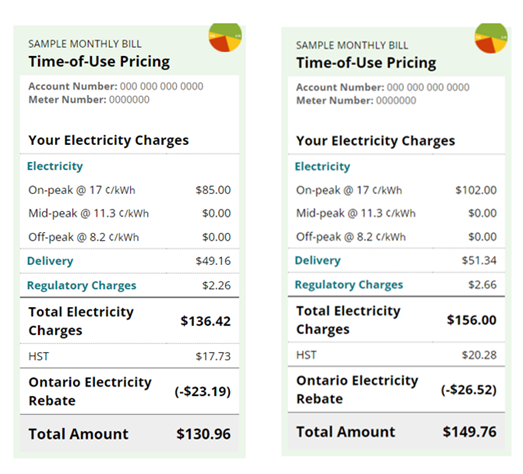 SAMPLE MONTHLY BILL
Time-of-Use Pricing
Account Number: 000 000 000 0000
Meter Number: 0000000
Your Electricity Charges
Electricity
On-peak @ 17 ¢/kWh $85.00
Mid-peak @ 11.3 ¢/kWh $0.00
Off-peak @ 8.2 ¢/kWh $0.00
Delivery $49.16
Regulatory Charges $2.26
Total Electricity
Charges $136.42
HST $17.73
Ontario Electricity
Rebate (-$23.19)
Total Amount $130.96
SAMPLE MONTHLY BILL
Time-of-Use Pricing
Account Number: 000 000 000 0000
Meter Number: 0000000
Your Electricity Charges
Electricity
On-peak @ 17 ¢/kWh $102.00
Mid-peak @ 11.3 ¢/kWh $0.00
Off-peak @ 8.2 ¢/kWh $0.00
Delivery $51.34
Regulatory Charges $2.66
Total Electricity
Charges $156.00
HST $20.28
Ontario Electricity
Rebate (-$26.52)
Total Amount $149.76